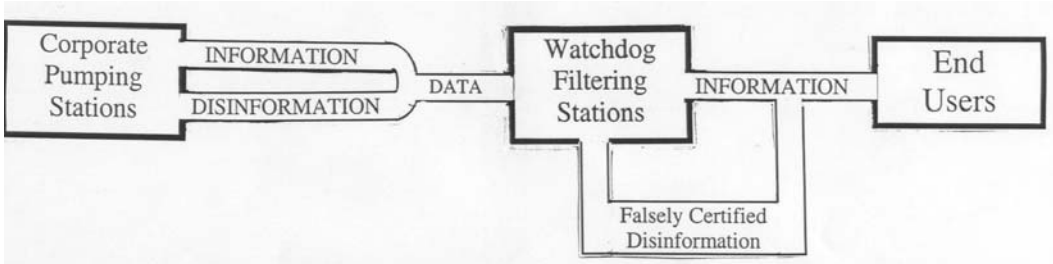 Corporate
Pumping
Stations
INFORMATION
DISINFORMATION
DATA
Watchdog
Filtering
Stations
INFORMATION
Falsely Certified
Disinformation
End
Users